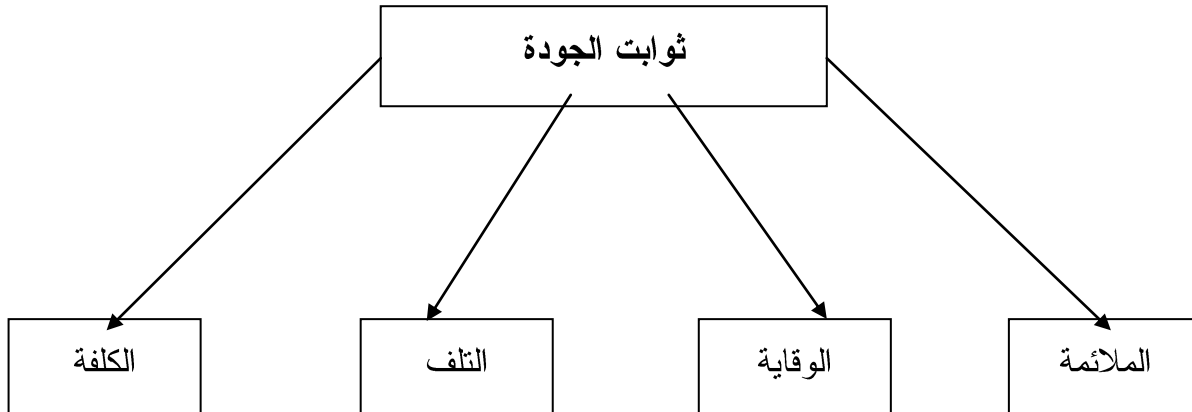 ثوابت الجودة
الملائمة
الوقاية
التلف
الكلفة